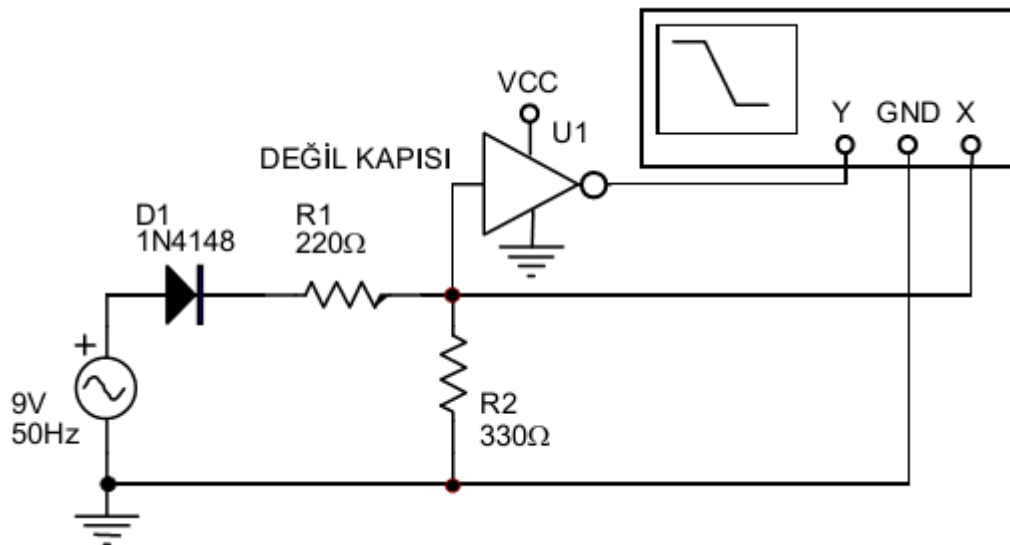 VCC
U1
Y GND X
DEĞİL KAPISI
D1
1N4148
R1
220Ω
+
9V
50Hz
R2
330Ω